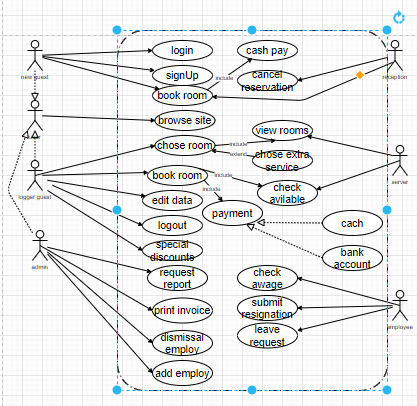 login
cash pay
new guest
signUp
cancel
reservation
reception
include
book room
browse site
chose room
include
view rooms
extend
chose extra
service
server
logger guest
book room
include
include
check
avilable
edit data
payment
cach
logout
special
discounts
bank
account
admin
request
report
check
awage
print invoice
submit
resignation
employee
dismissal
employ
leave
request
add employ